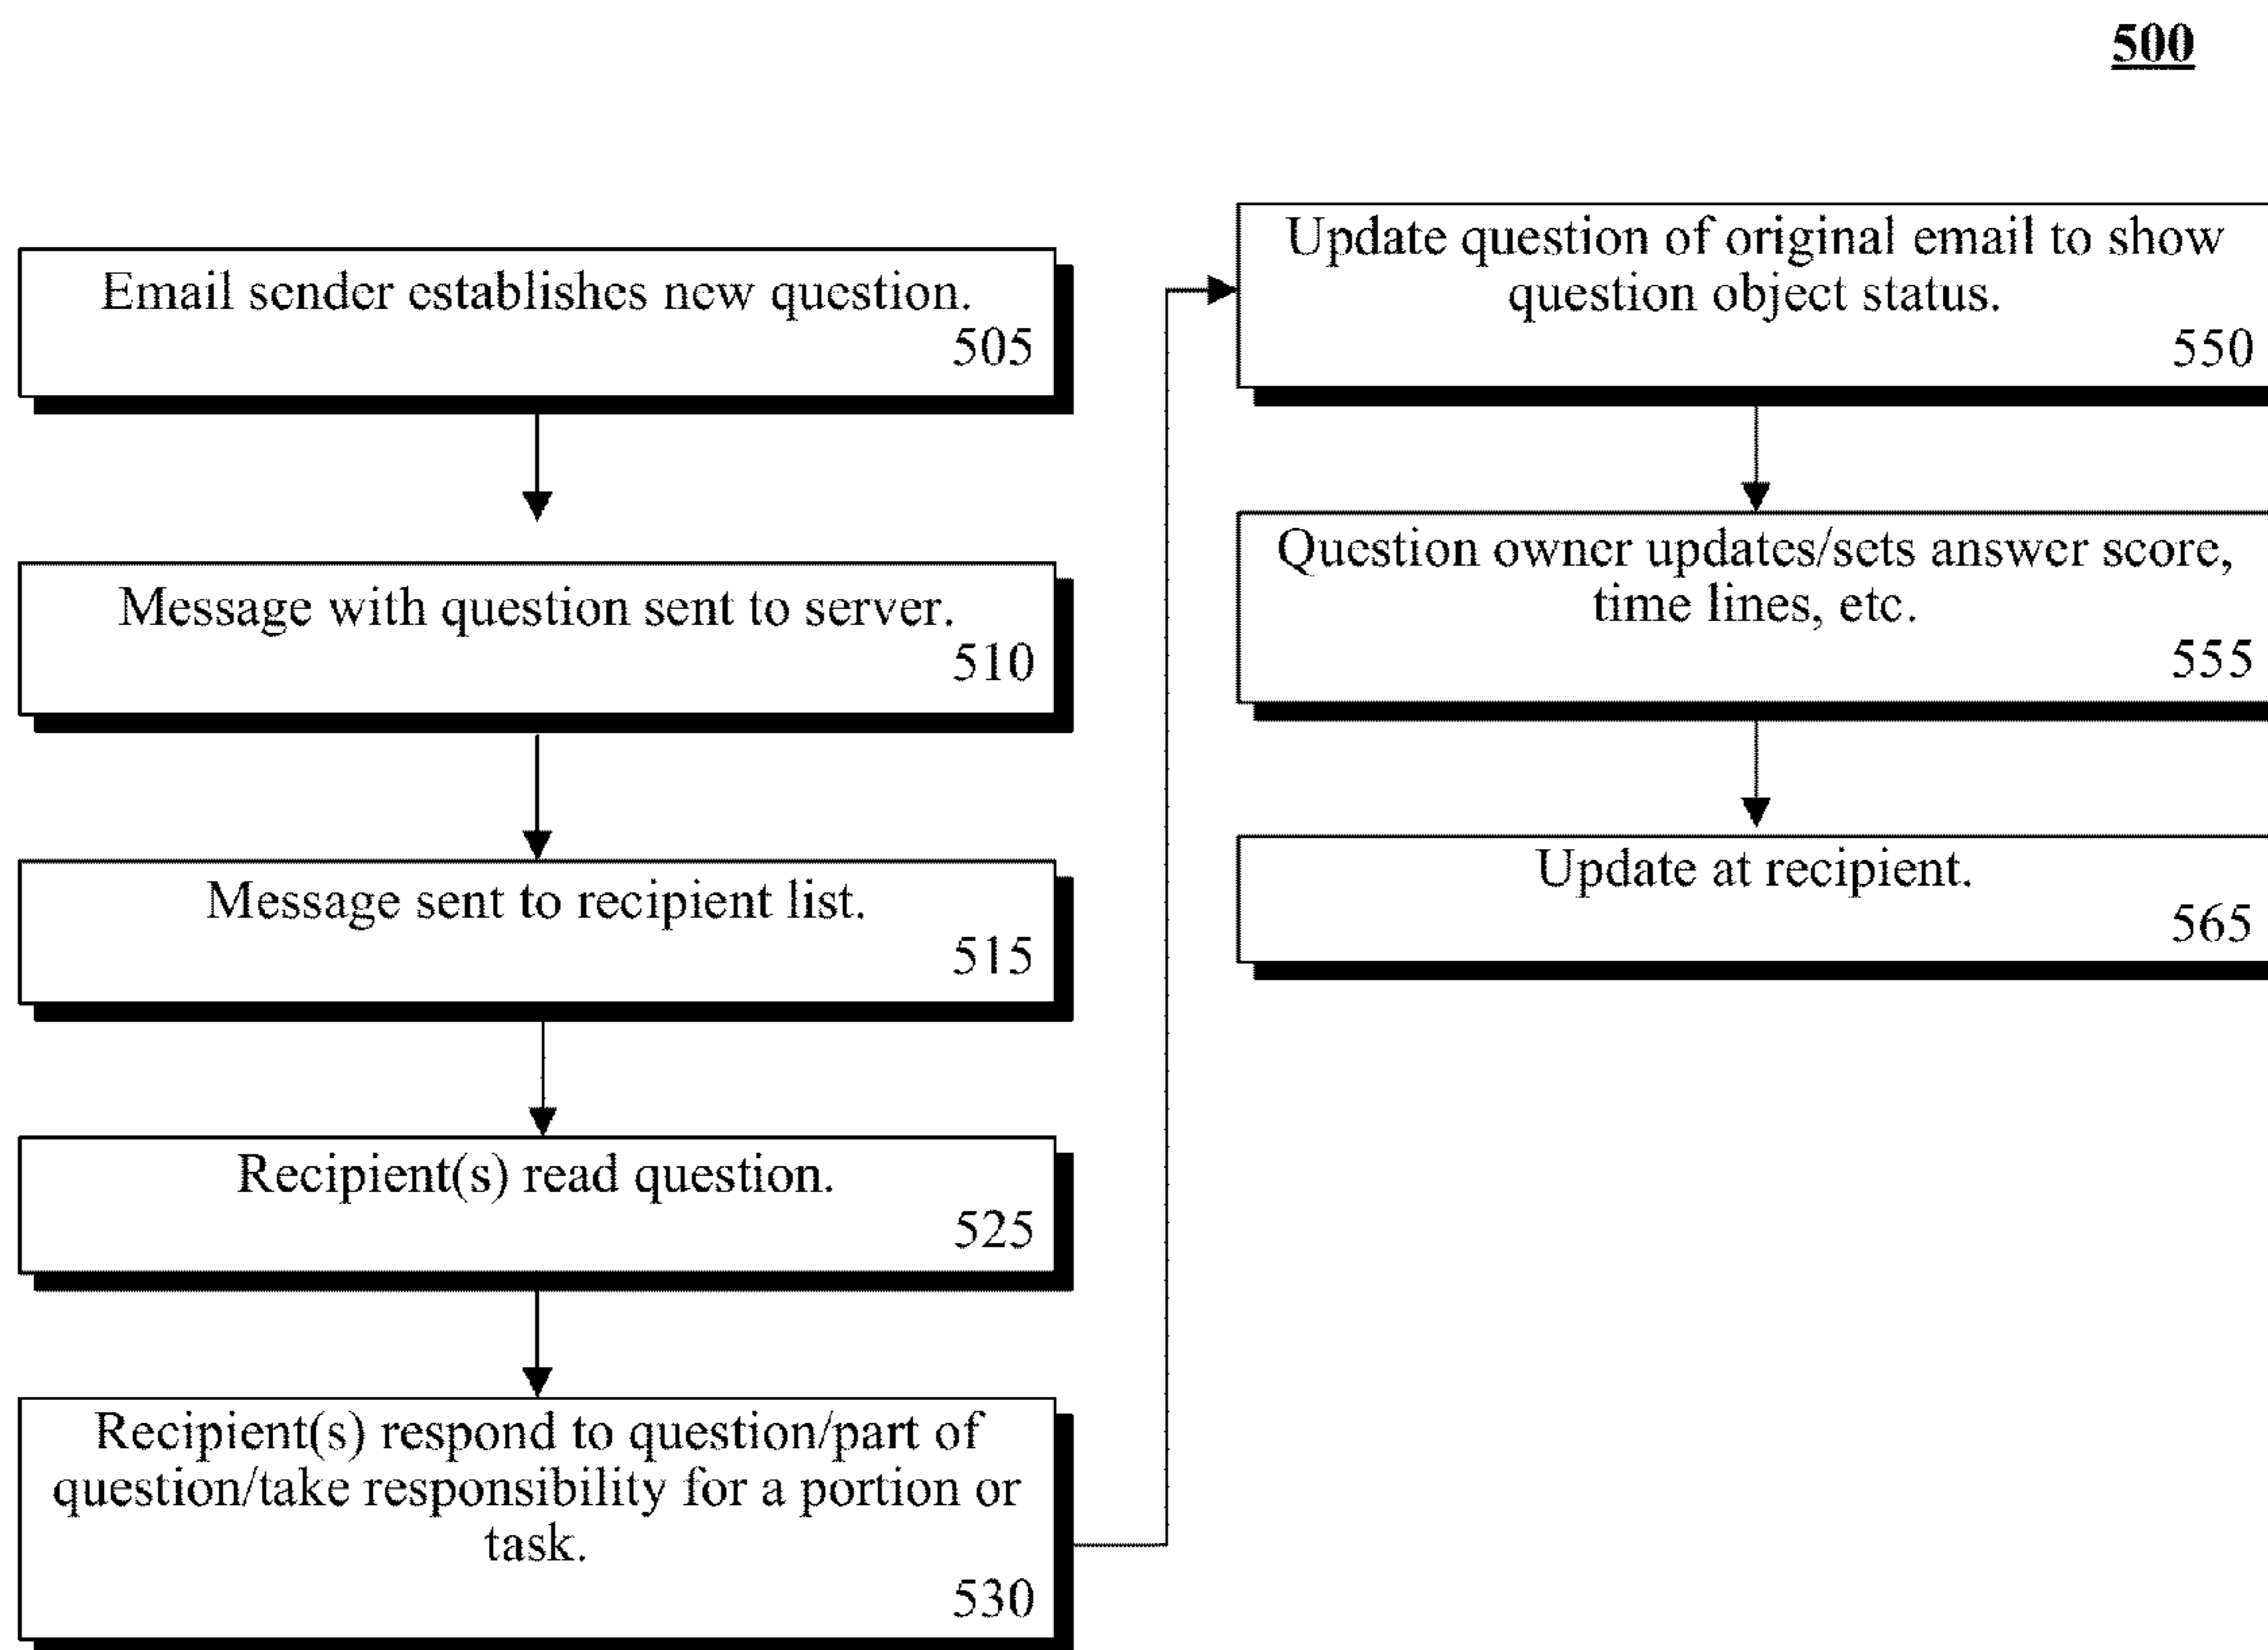 500
Email sender establishes new question.
505
Message with question sent to server.
510
Message sent to recipient list.
515
Recipient(s) read question.
525
Recipient(s) respond to question/part of
question/take responsibility for a portion or
task.
530
Update question of original email to show
question object status.
550
Question owner updates/sets answer score,
time lines, etc.
555
Update at recipient.
565